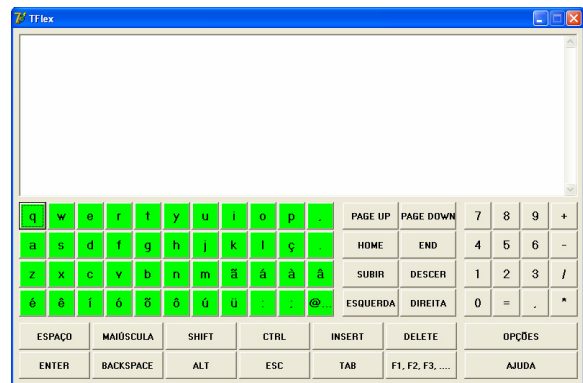 TFlex
q w e r t y u i o p , PAGE UP PAGE DOWN 7 8 9 +
a s d f g h j k l ç . HOME END 4 5 6 -
z x c v b n m ã á à â SUBIR DESCER 1 2 3 /
é ê í ó õ ô ú ü : ; @... ESQUERDA DIREITA 0 = . *
ESPAÇO MAIÚSCULA SHIFT CTRL INSERT DELETE OPÇÕES
ENTER BACKSPACE ALT ESC TAB F1, F2, F3, .... AJUDA